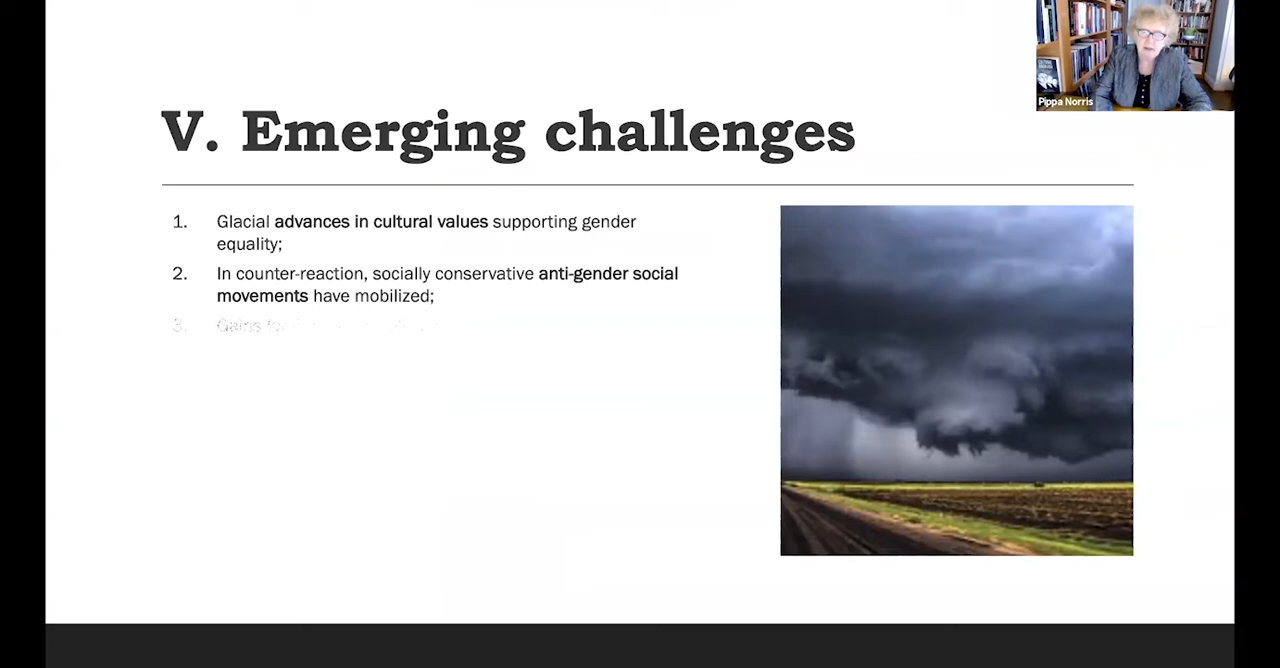 Pippa Norris
V. Emerging challenges
1. Glacial advances in cultural values supporting gender
equality;
2. In counter-reaction, socially conservative anti-gender social
movements have mobilized;
3. Gains for